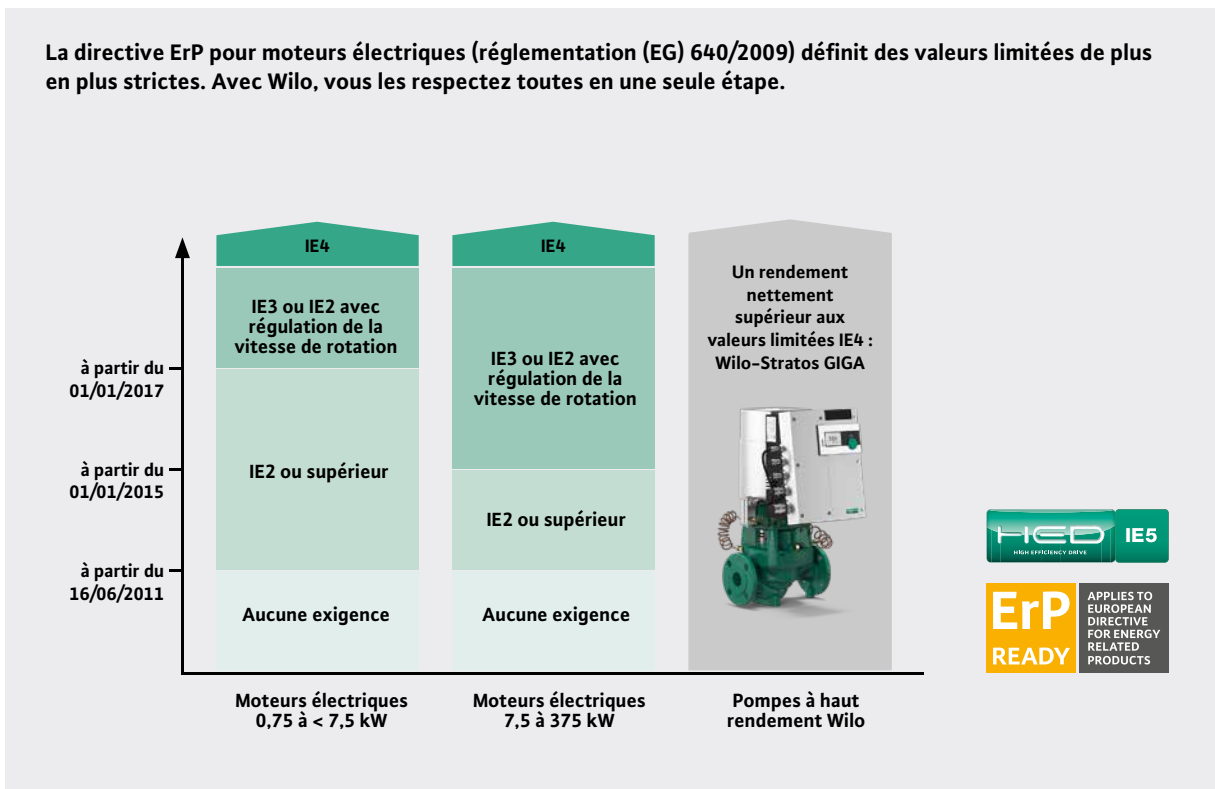 La directive ErP pour moteurs électriques (réglementation (EG) 640/2009) définit des valeurs limitées de plus
en plus strictes. Avec Wilo, vous les respectez toutes en une seule étape.
à partir du
01/01/2017
à partir du
01/01/2015
à partir du
16/06/2011
IE4
IE3 ou IE2 avec
régulation de la
vitesse de rotation
IE2 ou supérieur
Aucune exigence
Moteurs électriques
0,75 à < 7,5 kW
IE4
IE3 ou IE2 avec
régulation de la
vitesse de rotation
IE2 ou supérieur
Aucune exigence
Moteurs électriques
7,5 à 375 kW
Un rendement
nettement
supérieur aux
valeurs limitées IE4 :
Wilo-Stratos GIGA
Pompes à haut
rendement Wilo
HED IE5
HIGH EFFICIENCY DRIVE
ErP
READY
APPLIES TO
EUROPEAN
DIRECTIVE
FOR ENERGY
RELATED
PRODUCTS